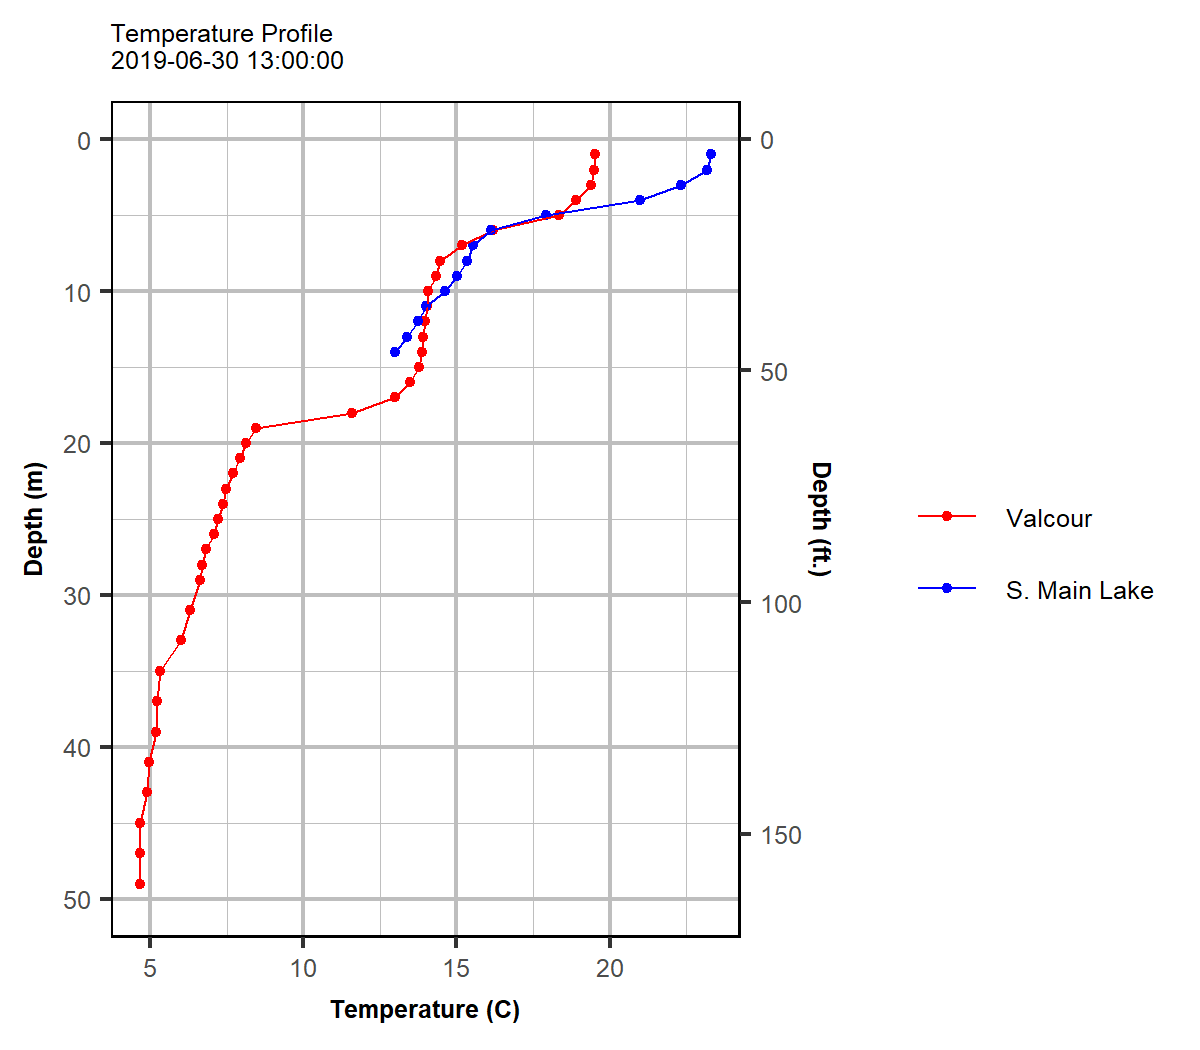 Temperature Profile
2019-06-30 13:00:00
0
10
20
30
40
50
Depth (m)
0
50
100
150
Depth (ft.)
5 10 15 20
Temperature (C)
Valcour
S. Main Lake